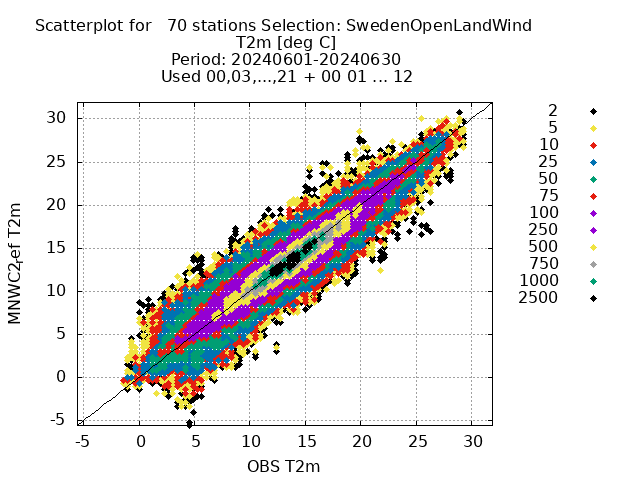 Scatterplot for 70 stations Selection: SwedenOpenLandWind
T2m [deg C]
Period: 20240601-20240630
Used 00,03,...,21 + 00 01 ... 12
2
5
10
25
50
75
100
250
500
750
1000
2500
30
25
20
15
10
5
0
-5
MNWC2ref T2m
-5 0 5 10 15 20 25 30
OBS T2m